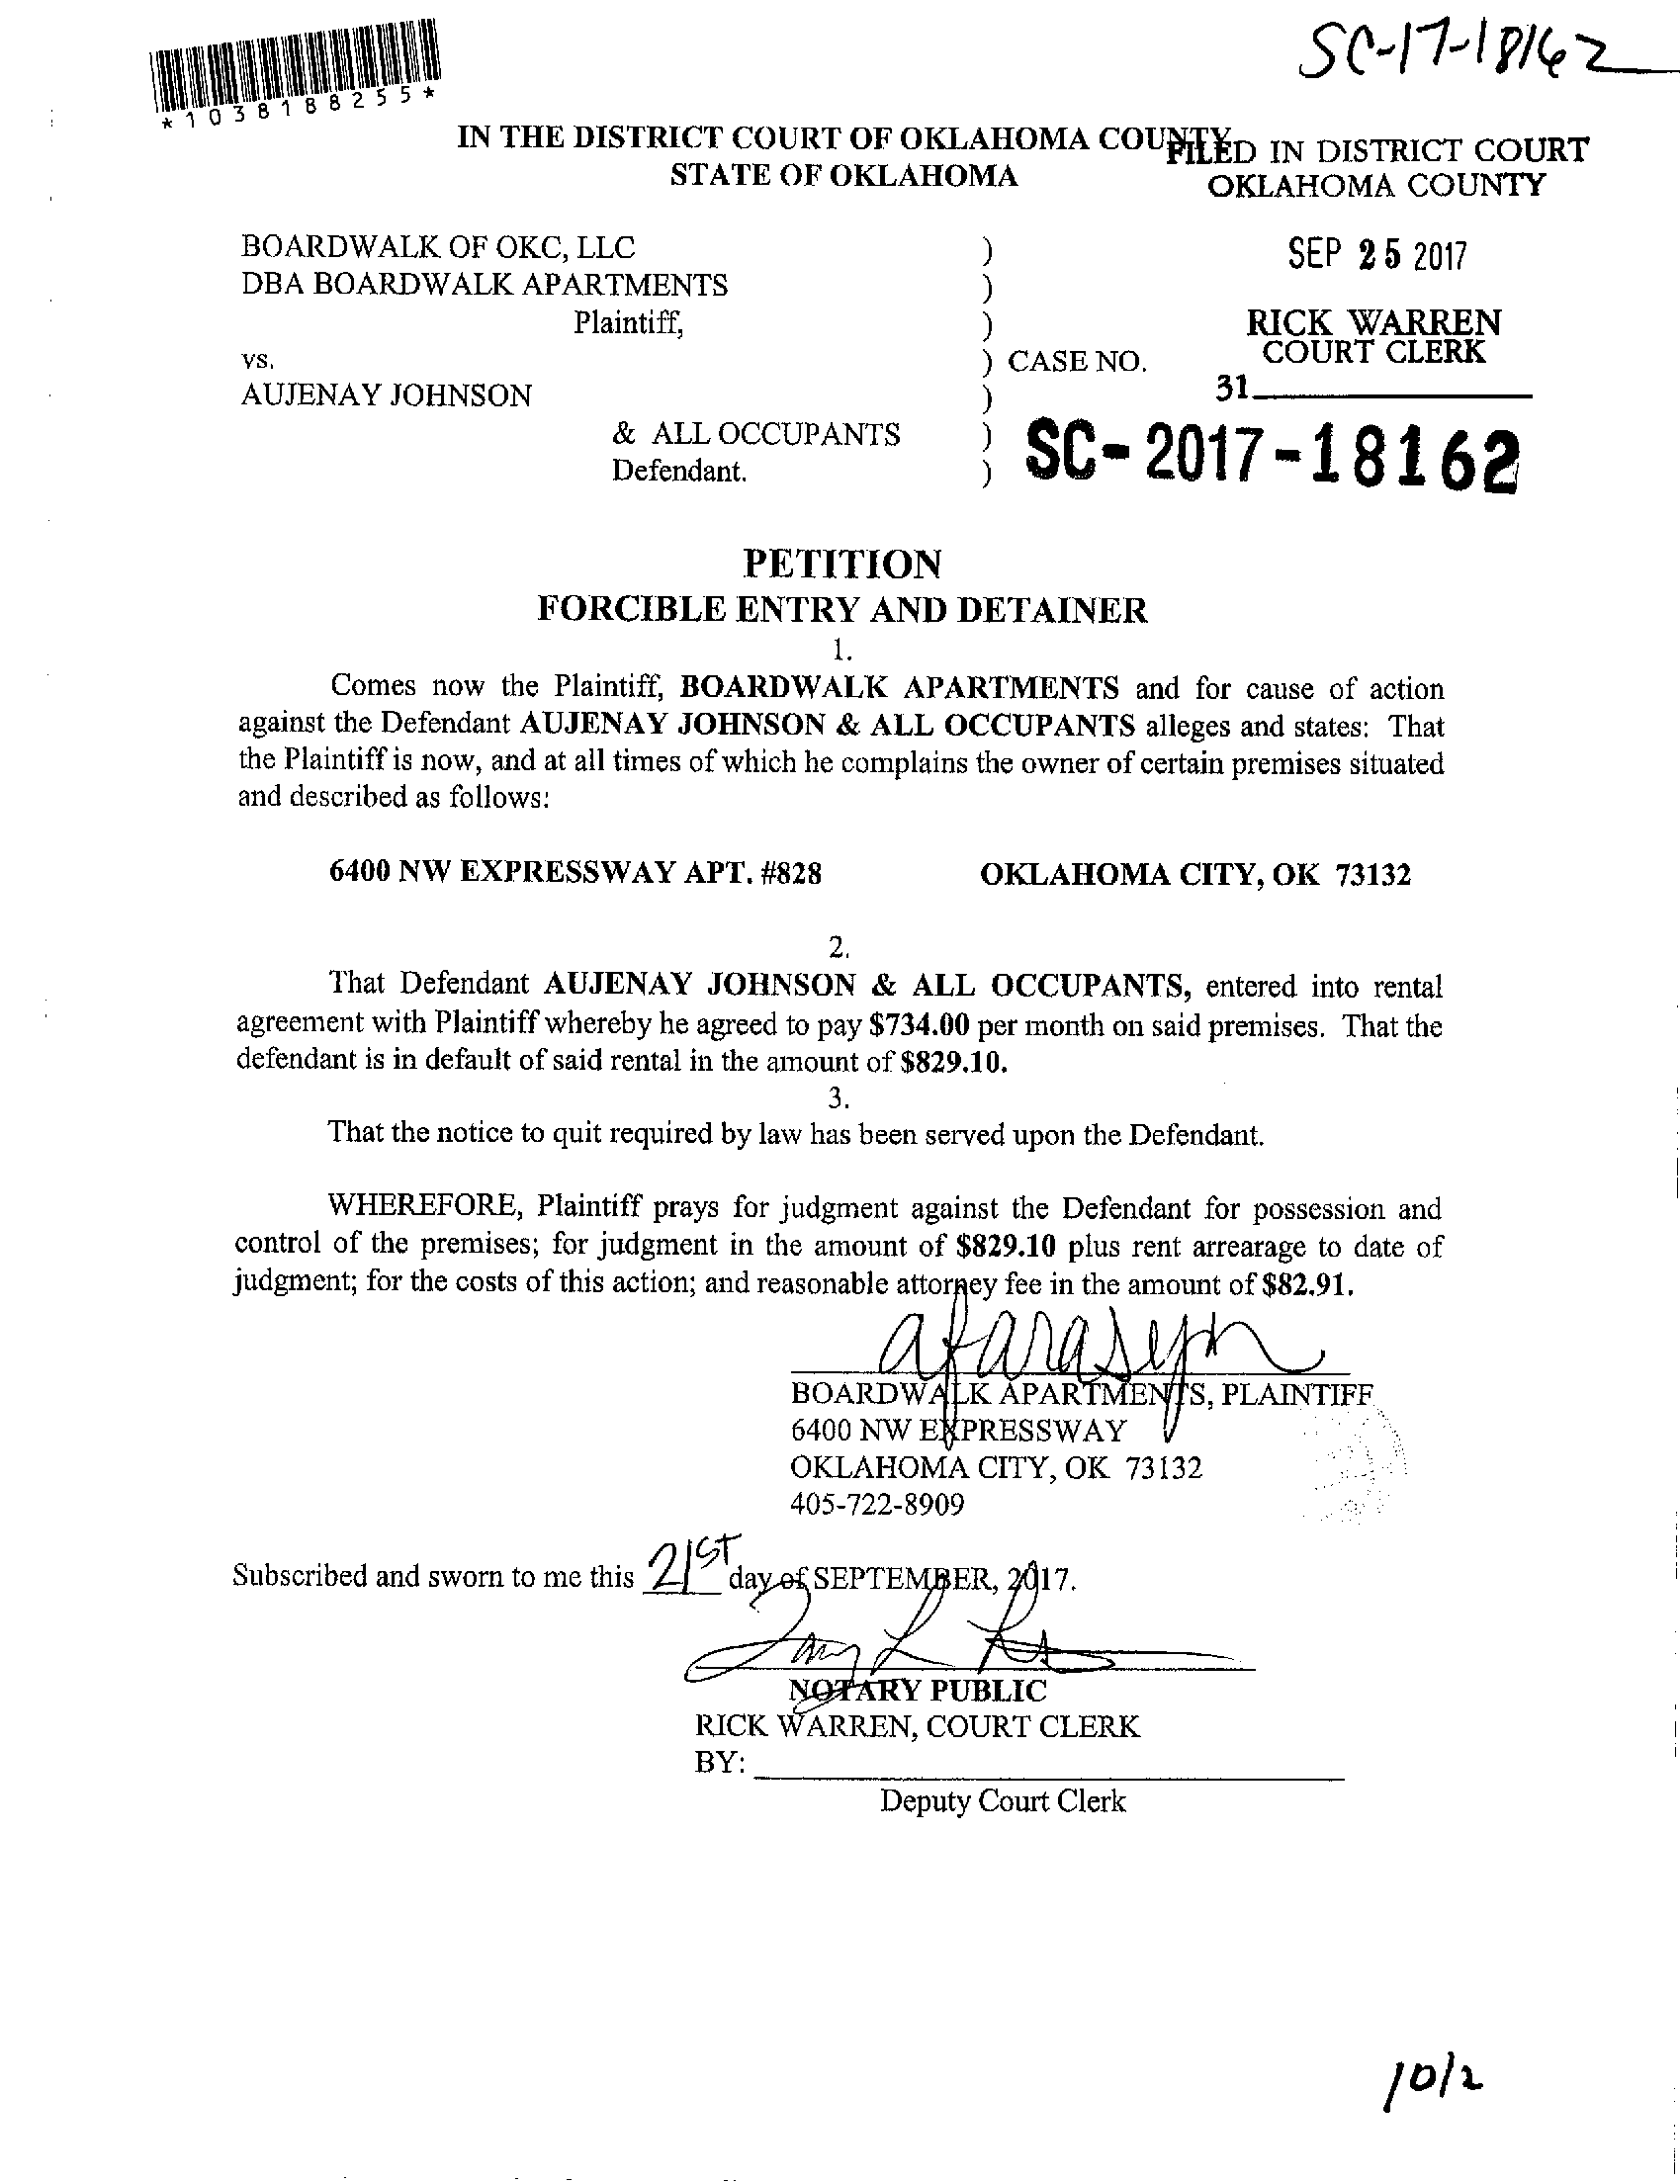 SC-17-18162
*1038188255*
IN THE DISTRICT COURT OF OKLAHOMA COUNTY
STATE OF OKLAHOMA
FILED IN DISTRICT COURT
OKLAHOMA COUNTY
SEP 25 2017
RICK WARREN
COURT CLERK
31
BOARDWALK OF OKC, LLC )
DBA BOARDWALK APARTMENTS )
Plaintiff, )
vs. ) CASE NO.
AUJENAY JOHNSON )
& ALL OCCUPANTS )
Defendant. )
SC-2017-18162
PETITION
FORCIBLE ENTRY AND DETAINER
1.
Comes now the Plaintiff, BOARDWALK APARTMENTS and for cause of action
against the Defendant AUJENAY JOHNSON & ALL OCCUPANTS alleges and states: That
the Plaintiff is now, and at all times of which he complains the owner of certain premises situated
and described as follows:
6400 NW EXPRESSWAY APT. #828 OKLAHOMA CITY, OK 73132
2.
That Defendant AUJENAY JOHNSON & ALL OCCUPANTS, entered into rental
agreement with Plaintiff whereby he agreed to pay $734.00 per month on said premises. That the
defendant is in default of said rental in the amount of $829.10.
3.
That the notice to quit required by law has been served upon the Defendant.
WHEREFORE, Plaintiff prays for judgment against the Defendant for possession and
control of the premises; for judgment in the amount of $829.10 plus rent arrearage to date of
judgment; for the costs of this action; and reasonable attorney fee in the amount of $82.91.
BOARDWALK APARTMENTS, PLAINTIFF
6400 NW EXPRESSWAY
OKLAHOMA CITY, OK 73132
405-722-8909
Subscribed and sworn to me this 21ST day of SEPTEMBER, 2017.
NOTARY PUBLIC
RICK WARREN, COURT CLERK
BY:
Deputy Court Clerk
10/2